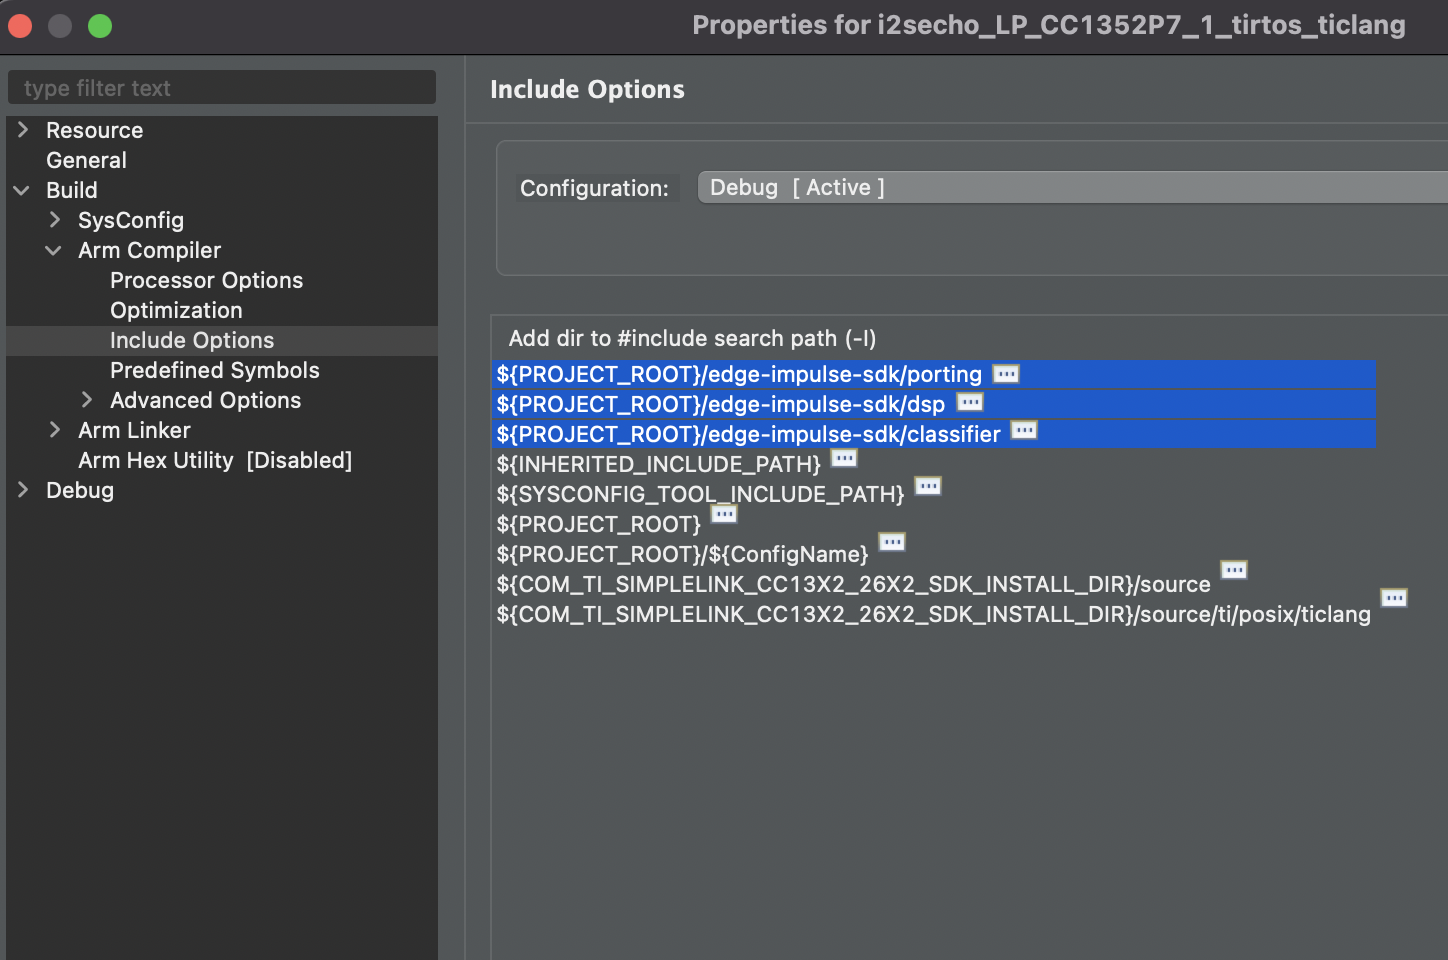 Properties for i2secho_LP_CC1352P7_1_tirtos_ticlang
type filter text
Resource
General
Build
SysConfig
Arm Compiler
Processor Options
Optimization
Include Options
Predefined Symbols
Advanced Options
Arm Linker
Arm Hex Utility [Disabled]
Debug
Include Options
Configuration: Debug [ Active ]
Add dir to #include search path (-I)
${PROJECT_ROOT}/edge-impulse-sdk/porting
${PROJECT_ROOT}/edge-impulse-sdk/dsp
${PROJECT_ROOT}/edge-impulse-sdk/classifier
${INHERITED_INCLUDE_PATH}
${SYSCONFIG_TOOL_INCLUDE_PATH}
${PROJECT_ROOT}
${PROJECT_ROOT}/${ConfigName}
${COM_TI_SIMPLELINK_CC13X2_26X2_SDK_INSTALL_DIR}/source
${COM_TI_SIMPLELINK_CC13X2_26X2_SDK_INSTALL_DIR}/source/ti/posix/ticlang